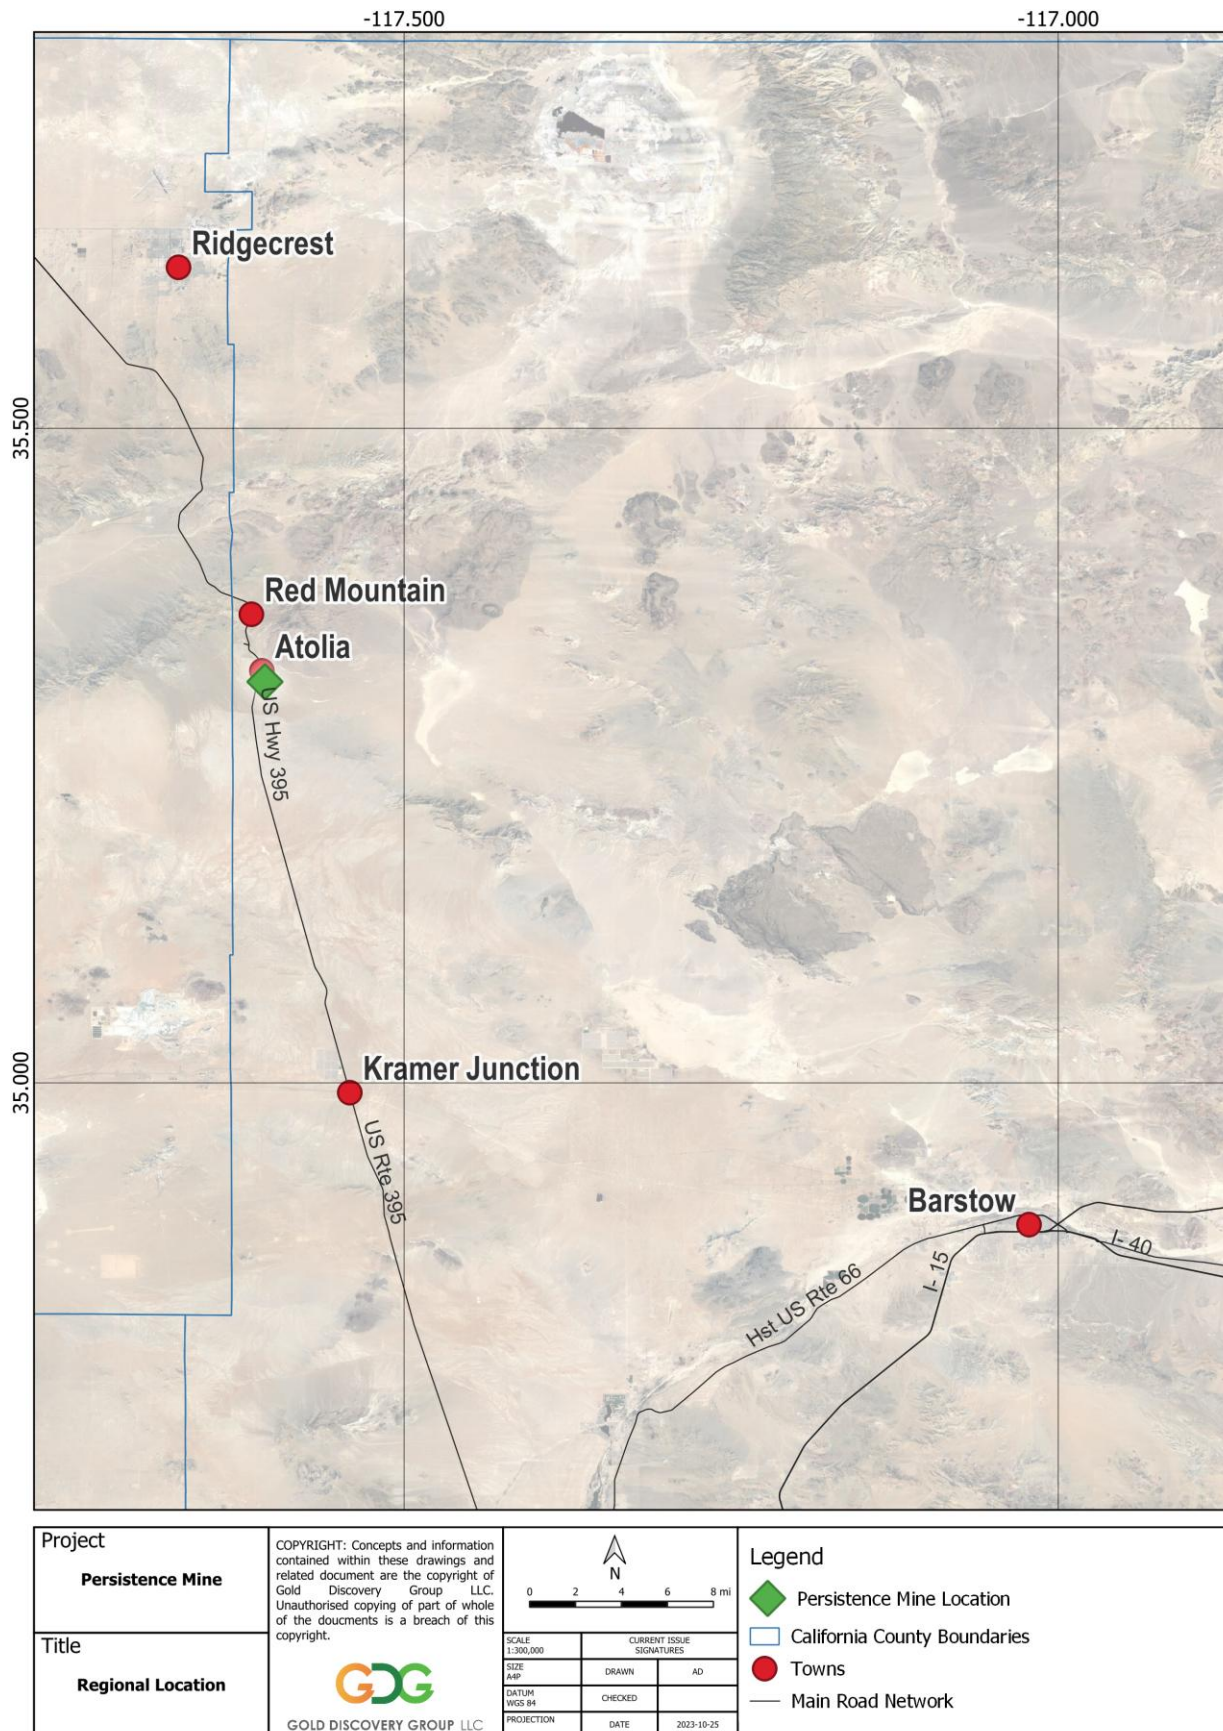 -117.500
-117.000
35.500
35.000
Ridgecrest
Red Mountain
Atolia
US Hwy 395
Kramer Junction
US Rte 395
Barstow
I- 40
I- 15
Hst US Rte 66
Project
Persistence Mine
Title
Regional Location
COPYRIGHT: Concepts and information
contained within these drawings and
related document are the copyright of
Gold Discovery Group LLC.
Unauthorised copying of part of whole
of the doucments is a breach of this
copyright.
GDG
GOLD DISCOVERY GROUP LLC
N
0 2 4 6 8 mi
SCALE
1:300,000
CURRENT ISSUE
SIGNATURES
SIZE
A4P
DRAWN
AD
DATUM
WGS 84
CHECKED
PROJECTION
DATE
2023-10-25
Legend
Persistence Mine Location
California County Boundaries
Towns
Main Road Network